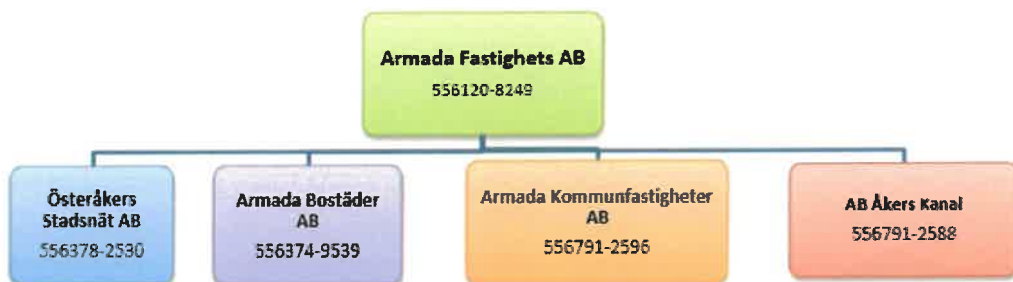 Armada Fastighets AB
556120-8249
Österåkers
Stadsnät AB
556378-2530
Armada Bostäder
AB
556374-9539
Armada Kommunfastigheter
AB
556791-2596
AB Åkers Kanal
556791-2588